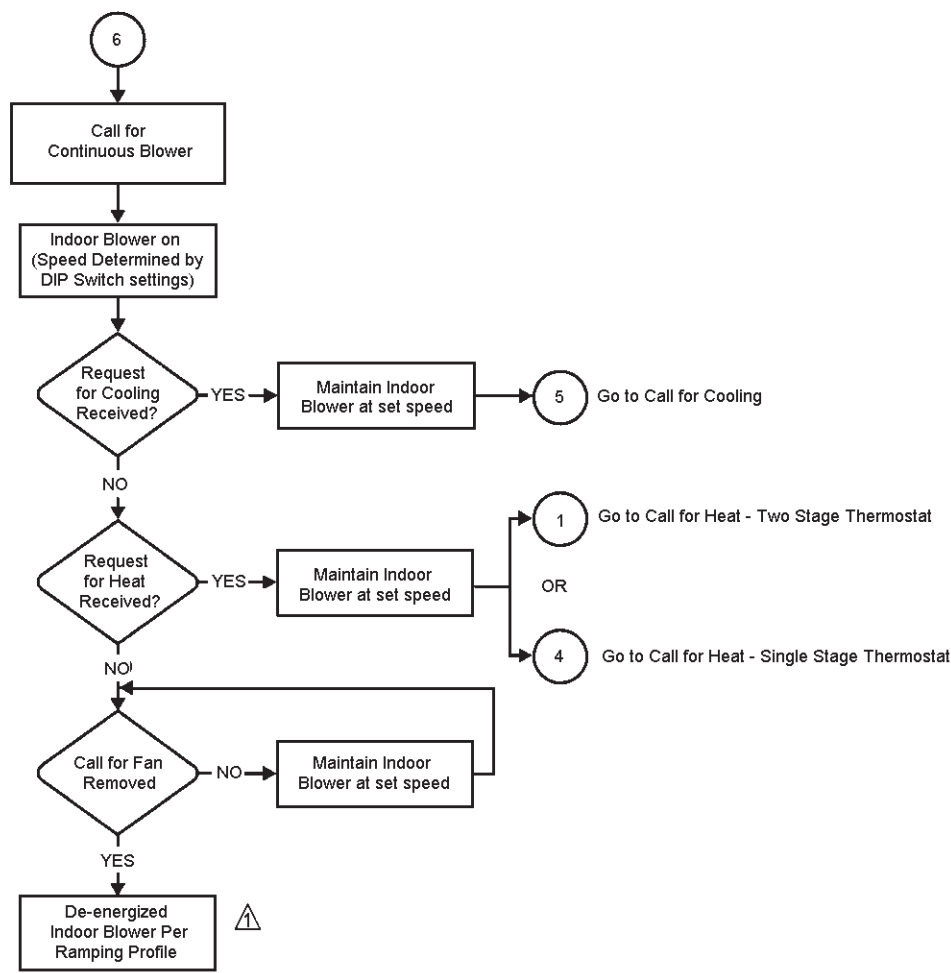 6
Call for
Continuous Blower
Indoor Blower on
(Speed Determined by
DIP Switch settings)
Request
for Cooling
Received?
YES
Maintain Indoor
Blower at set speed
5
Go to Call for Cooling
NO
Request
for Heat
Received?
YES
Maintain Indoor
Blower at set speed
1
Go to Call for Heat - Two Stage Thermostat
OR
4
Go to Call for Heat - Single Stage Thermostat
NO
Call for Fan
Removed
NO
Maintain Indoor
Blower at set speed
YES
De-energized
Indoor Blower Per
Ramping Profile
1